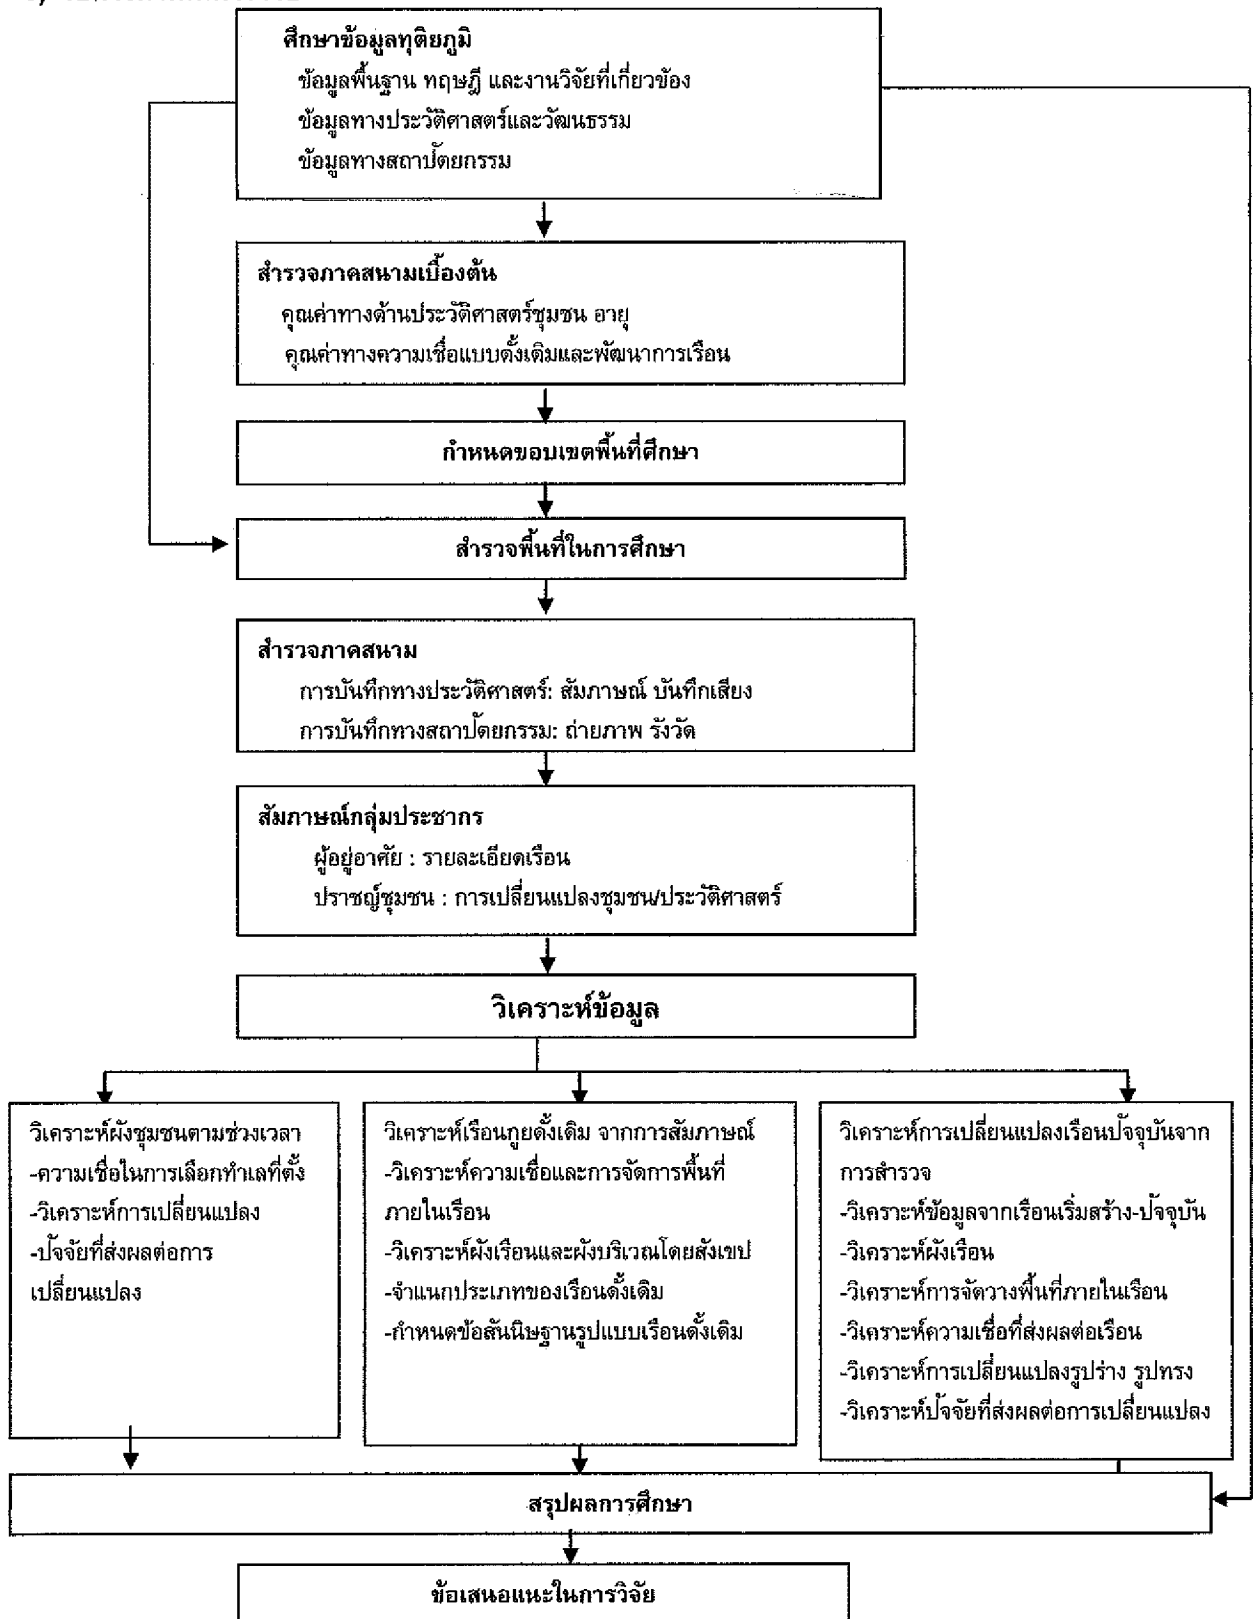 ศึกษาข้อมูลทุติยภูมิ
ข้อมูลพื้นฐาน ทฤษฎี และงานวิจัยที่เกี่ยวข้อง
ข้อมูลทางประวัติศาสตร์และวัฒนธรรม
ข้อมูลทางสถาปัตยกรรม
สำรวจภาคสนามเบื้องต้น
คุณค่าทางด้านประวัติศาสตร์ชุมชน อายุ
คุณค่าทางความเชื่อแบบดั้งเดิมและพัฒนาการเรือน
กำหนดขอบเขตพื้นที่ศึกษา
สำรวจพื้นที่ในการศึกษา
สำรวจภาคสนาม
การบันทึกทางประวัติศาสตร์: สัมภาษณ์ บันทึกเสียง
การบันทึกทางสถาปัตยกรรม: ถ่ายภาพ รังวัด
สัมภาษณ์กลุ่มประชากร
ผู้อยู่อาศัย : รายละเอียดเรือน
ปราชญ์ชุมชน : การเปลี่ยนแปลงชุมชน/ประวัติศาสตร์
วิเคราะห์ข้อมูล
วิเคราะห์ผังชุมชนตามช่วงเวลา
-ความเชื่อในการเลือกทำเลที่ตั้ง
-วิเคราะห์การเปลี่ยนแปลง
-ปัจจัยที่ส่งผลต่อการ
เปลี่ยนแปลง
วิเคราะห์เรือนกูยดั้งเดิม จากการสัมภาษณ์
-วิเคราะห์ความเชื่อและการจัดการพื้นที่
ภายในเรือน
-วิเคราะห์ผังเรือนและผังบริเวณโดยสังเขป
-จำแนกประเภทของเรือนดั้งเดิม
-กำหนดข้อสันนิษฐานรูปแบบเรือนดั้งเดิม
วิเคราะห์การเปลี่ยนแปลงเรือนปัจจุบันจาก
การสำรวจ
-วิเคราะห์ข้อมูลจากเรือนเริ่มสร้าง-ปัจจุบัน
-วิเคราะห์ผังเรือน
-วิเคราะห์การจัดวางพื้นที่ภายในเรือน
-วิเคราะห์ความเชื่อที่ส่งผลต่อเรือน
-วิเคราะห์การเปลี่ยนแปลงรูปร่าง รูปทรง
-วิเคราะห์ปัจจัยที่ส่งผลต่อการเปลี่ยนแปลง
สรุปผลการศึกษา
ข้อเสนอแนะในการวิจัย